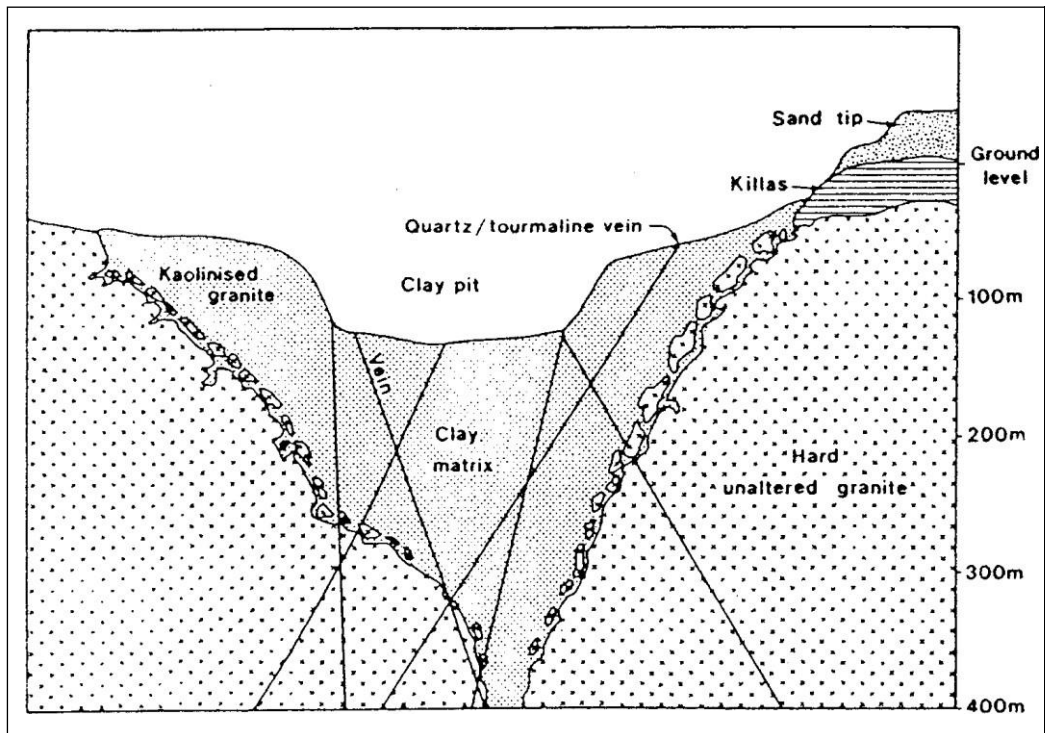 Sand tip
Ground
level
Killas
Quartz/tourmaline vein
Kaolinised
granite
Clay pit
100m
Vein
Clay
matrix
200m
Hard
unaltered granite
300m
400m